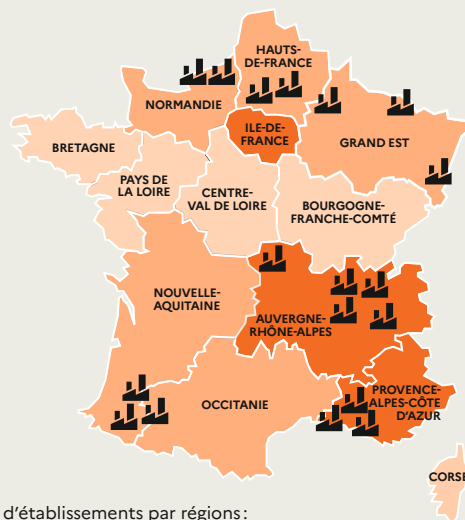 HAUTS-
DE-FRANCE
NORMANDIE
ILE-DE-
FRANCE
GRAND EST
BRETAGNE
PAYS DE
LA LOIRE
CENTRE-
VAL DE LOIRE
BOURGOGNE-
FRANCHE-COMTÉ
NOUVELLE-
AQUITAINE
AUVERGNE-
RHÔNE-ALPES
OCCITANIE
PROVENCE-
ALPES-CÔTE
D'AZUR
CORSE
d'établissements par régions :